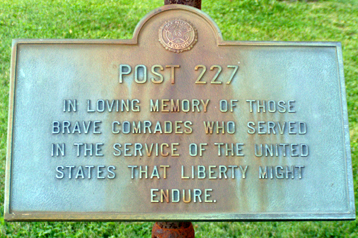 POST 227
IN LOVING MEMORY OF THOSE
BRAVE COMRADES WHO SERVED
IN THE SERVICE OF THE UNITED
STATES THAT LIBERTY MIGHT
ENDURE.